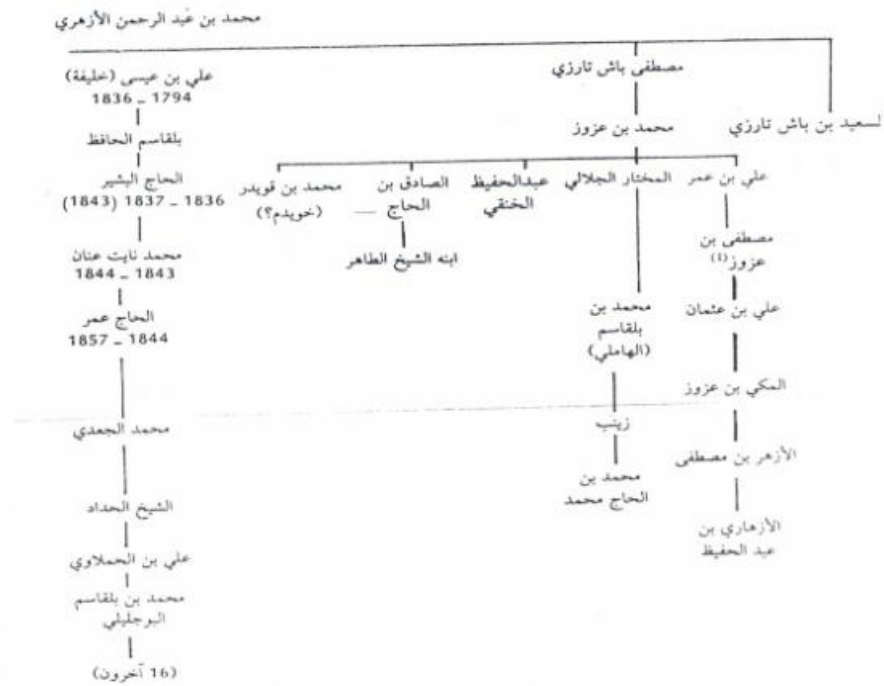 محمد بن عبد الرحمن الأزهري
علي بن عيسى (خليفة)
1836 – 1794
بلقاسم الحافظ
الحاج البشير
(1843) 1837 – 1836
محمد نايت عنان
1844 – 1843
الحاج عمر
1857 – 1844
محمد الجعدي
الشيخ الحداد
علي بن الحملاوي
محمد بن بلقاسم
البوجليلي
(16 آخرون)
مصطفى باش تارزي
محمد بن عزوز
لسعيد بن باش تارزي
علي بن عمر
مصطفى بن
عزوز(1)
علي بن عثمان
المكي بن عزوز
الأزهر بن مصطفى
الأزهاري بن
عبد الحفيظ
المختار الجلالي
محمد بن
بلقاسم
(الهاملي)
زينب
محمد بن
الحاج محمد
عبدالحفيظ
الخنقي
الصادق بن
الحاج
ابنه الشيخ الطاهر
محمد بن قويدر
(خويدم؟)